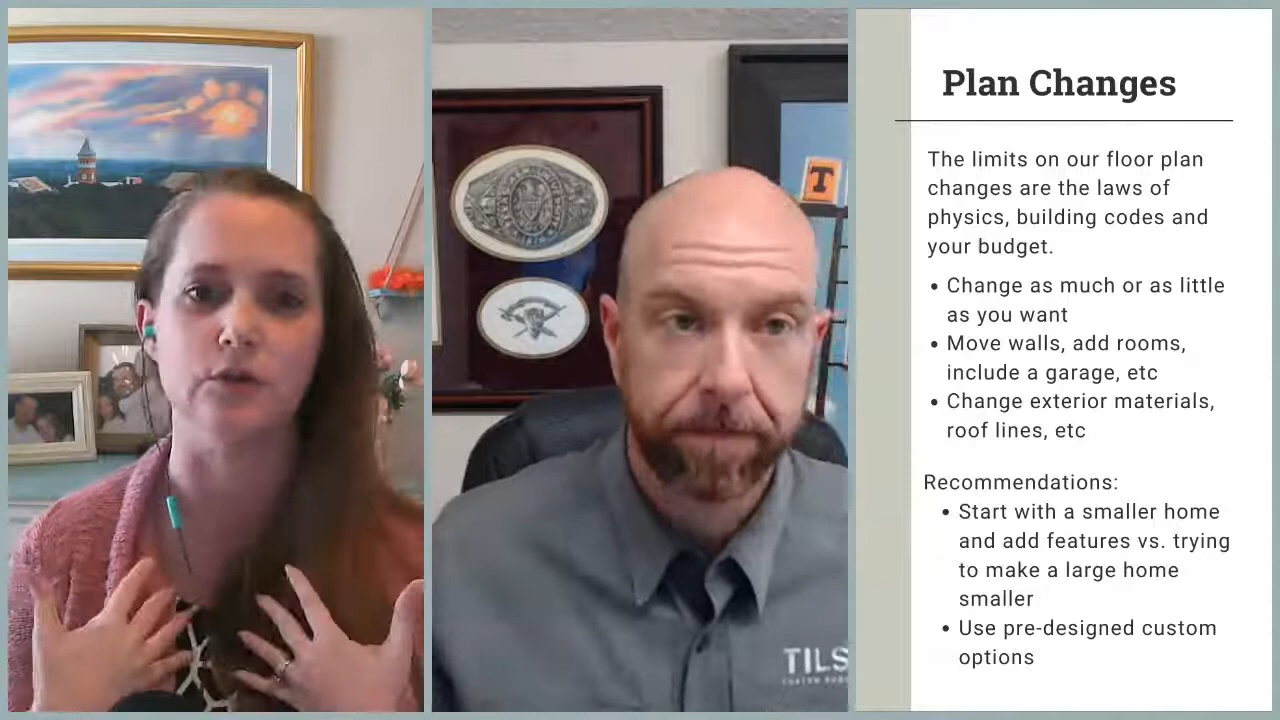 T
TILS
Plan Changes
The limits on our floor plan
changes are the laws of
physics, building codes and
your budget.
• Change as much or as little
as you want
• Move walls, add rooms,
include a garage, etc
• Change exterior materials,
roof lines, etc
Recommendations:
• Start with a smaller home
and add features vs. trying
to make a large home
smaller
• Use pre-designed custom
options